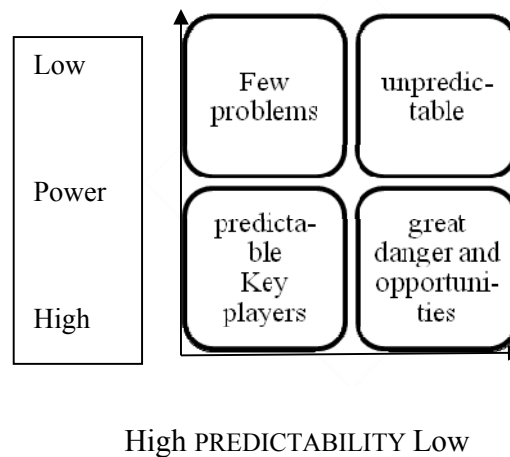 Low
Power
High
Few
problems
unpredic-
table
predicta-
ble
Key
players
great
danger and
opportuni-
ties
High PREDICTABILITY Low